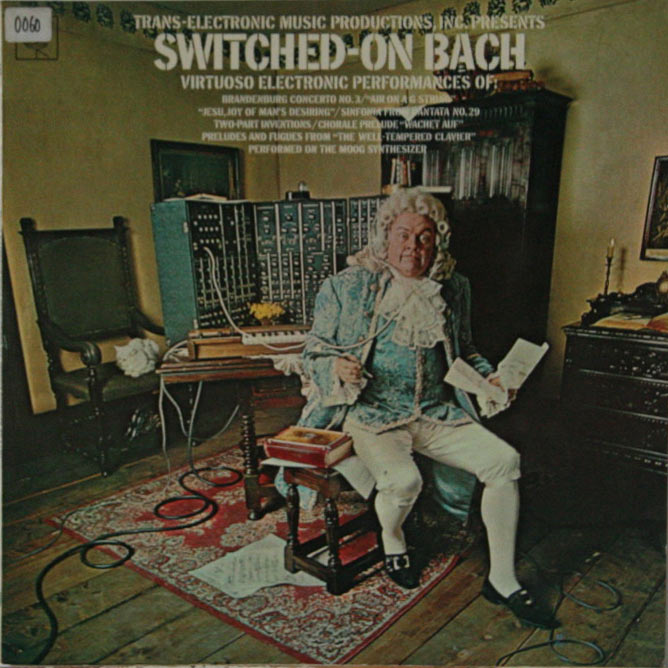 0060
TRANS-ELECTRONIC MUSIC PRODUCTIONS, INC. PRESENTS
SWITCHED-ON BACH
VIRTUOSO ELECTRONIC PERFORMANCES OF:
BRANDENBURG CONCERTO NO.3/"AIR ON A G STRING"
"JESU, JOY OF MAN'S DESIRING"/SINFONIA FROM CANTATA NO.29
TWO-PART INVENTIONS/CHORALE PRELUDE "WACHET AUF"
PRELUDES AND FUGUES FROM "THE WELL-TEMPERED CLAVIER"
PERFORMED ON THE MOOG SYNTHESIZER